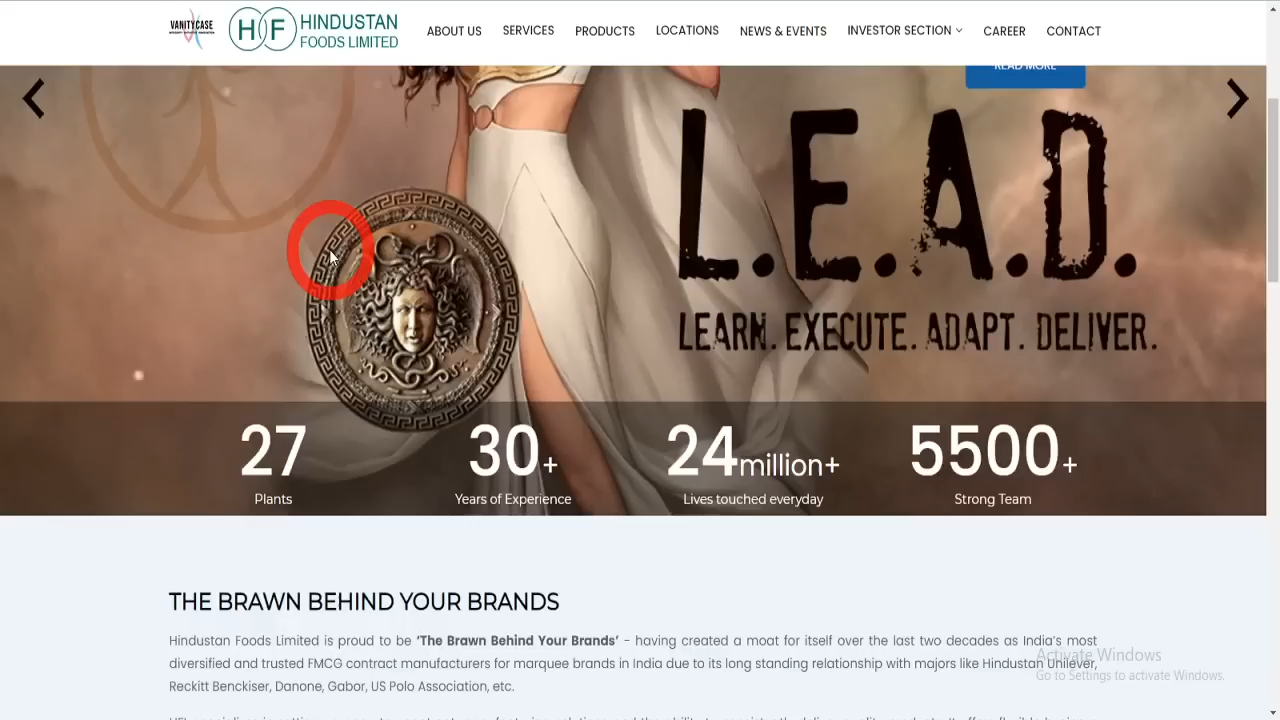 VANITYCASE
HF HINDUSTAN
FOODS LIMITED
ABOUT US SERVICES PRODUCTS LOCATIONS NEWS & EVENTS INVESTOR SECTION CAREER CONTACT
READ MORE
L.E.A.D.
LEARN. EXECUTE. ADAPT. DELIVER.
27 30+ 24million+ 5500+
Plants Years of Experience Lives touched everyday Strong Team
THE BRAWN BEHIND YOUR BRANDS
Hindustan Foods Limited is proud to be ‘The Brawn Behind Your Brands’ - having created a moat for itself over the last two decades as India's most
diversified and trusted FMCG contract manufacturers for marquee brands in India due to its long standing relationship with majors like Hindustan Unilever,
Reckitt Benckiser, Danone, Gabor, US Polo Association, etc.
Activate Windows
Go to Settings to activate Windows.